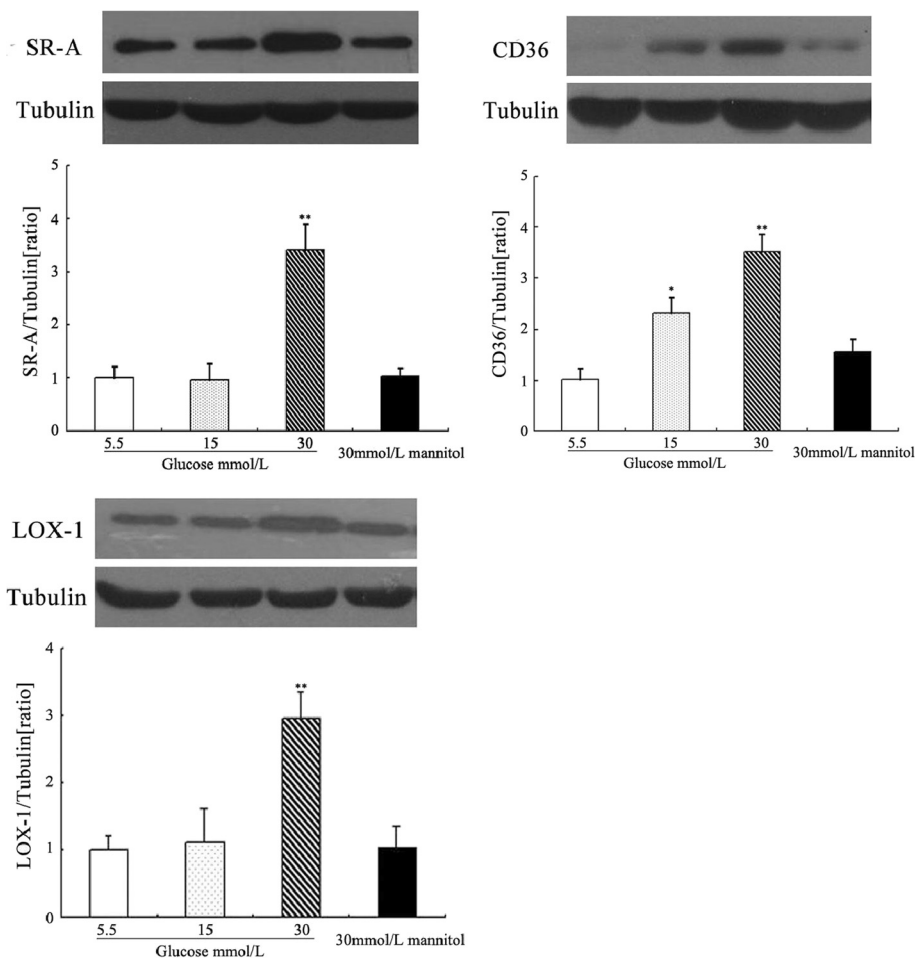 SR-A
Tubulin
SR-A/Tubulin[ratio]
5
4
3
2
1
0
**
5.5
15
30
30mmol/L mannitol
Glucose mmol/L
CD36
Tubulin
CD36/Tubulin[ratio]
5
4
3
2
1
0
*
**
5.5
15
30
30mmol/L mannitol
Glucose mmol/L
LOX-1
Tubulin
LOX-1/Tubulin[ratio]
4
3
2
1
0
**
5.5
15
30
30mmol/L mannitol
Glucose mmol/L